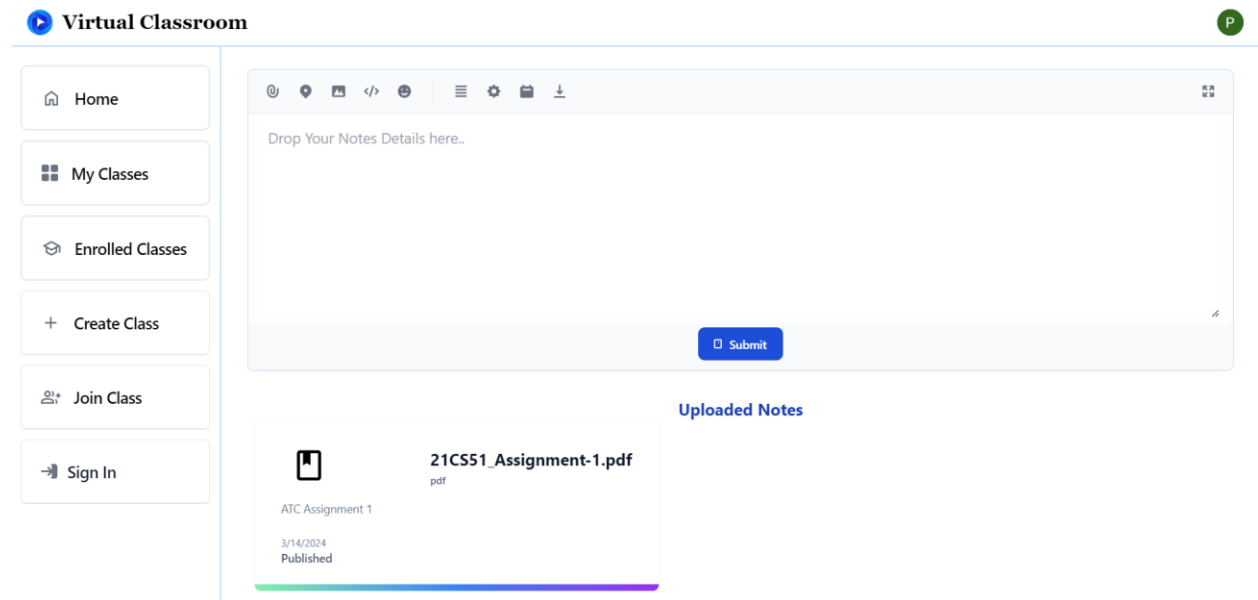 Virtual Classroom
P
Home
My Classes
Enrolled Classes
Create Class
Join Class
Sign In
Drop Your Notes Details here..
Submit
Uploaded Notes
21CS51_Assignment-1.pdf
pdf
ATC Assignment 1
3/14/2024
Published